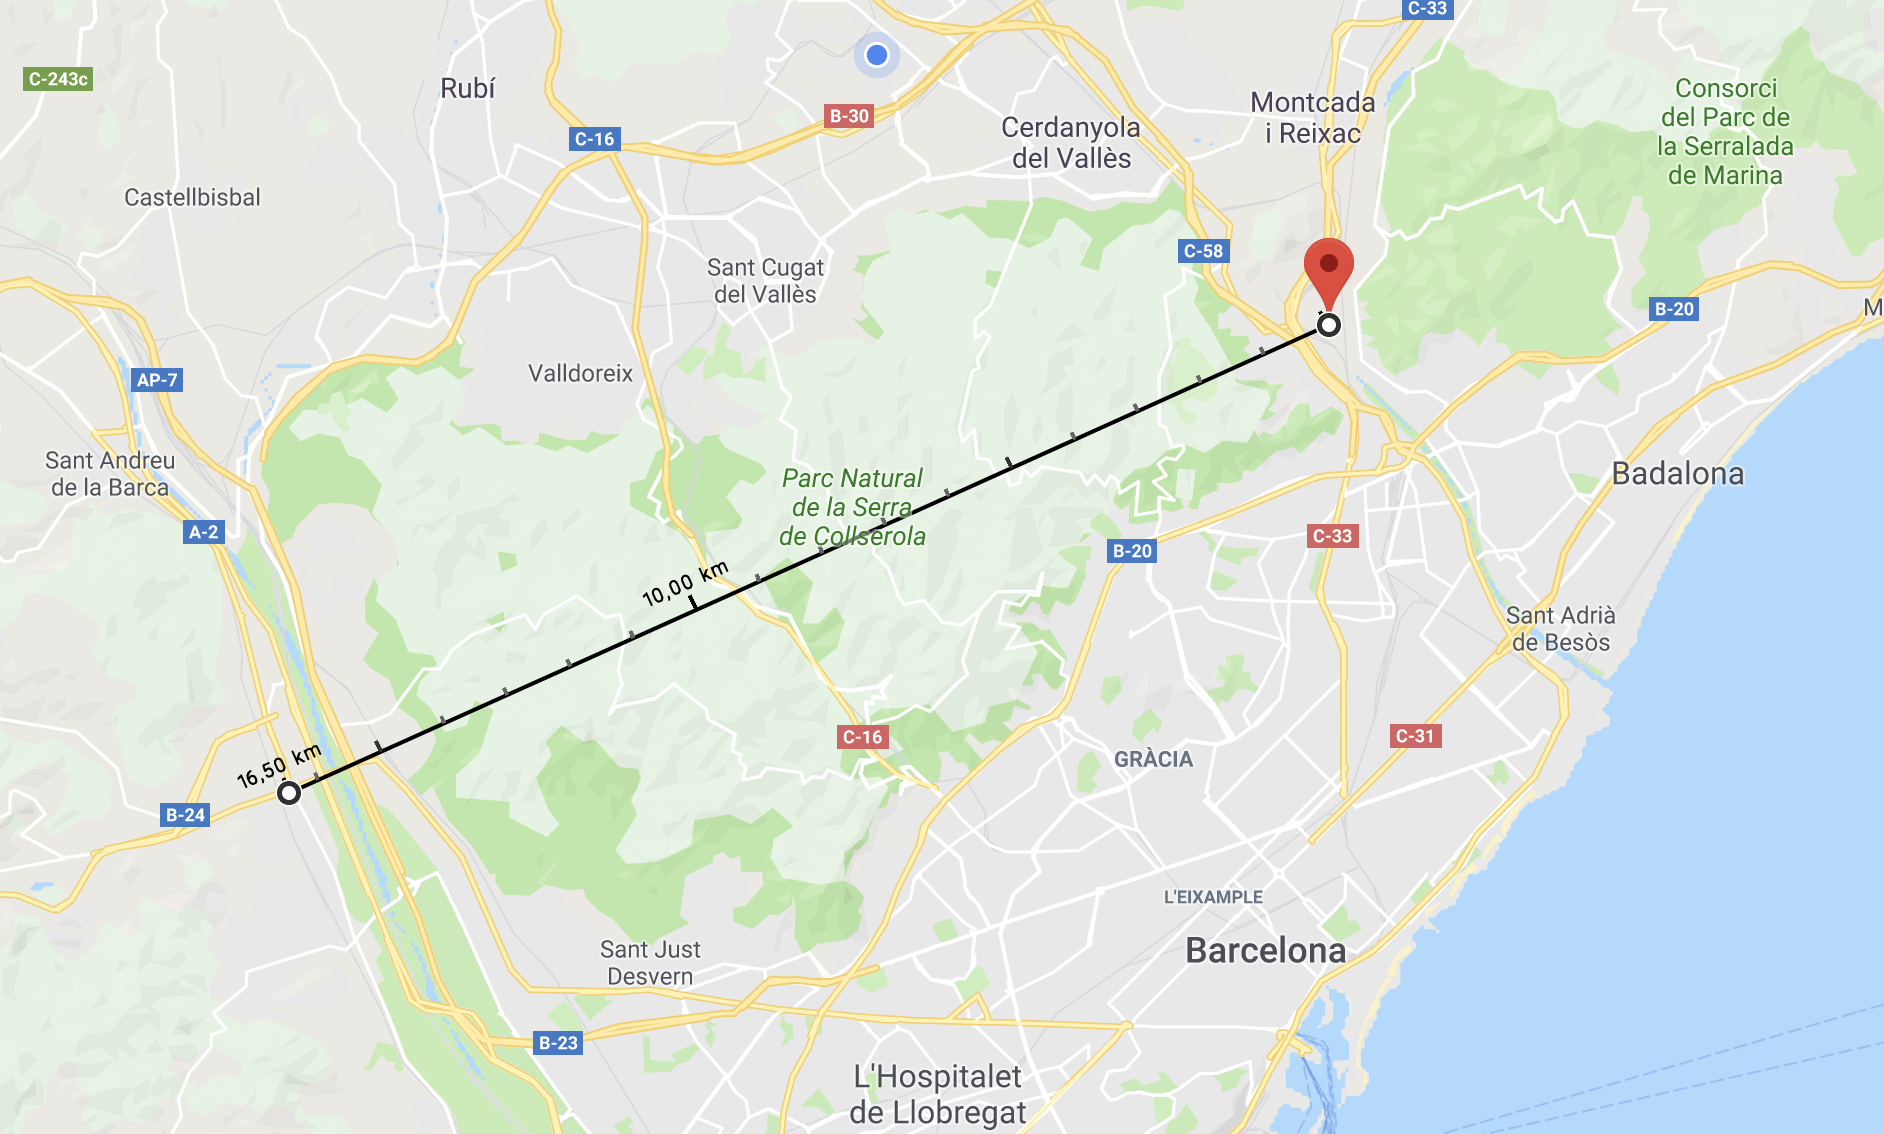 C-33
C-243c
Rubí
B-30
Consorci
del Parc de
la Serralada
de Marina
Montcada
i Reixac
Cerdanyola
del Vallès
C-16
Castellbisbal
C-58
Sant Cugat
del Vallès
B-20
M
Valldoreix
AP-7
Sant Andreu
de la Barca
Parc Natural
de la Serra
de Collserola
Badalona
A-2
C-33
B-20
10,00 km
Sant Adrià
de Besòs
C-16
C-31
GRÀCIA
16,50 km
B-24
L'EIXAMPLE
Barcelona
Sant Just
Desvern
B-23
L'Hospitalet
de Llobregat